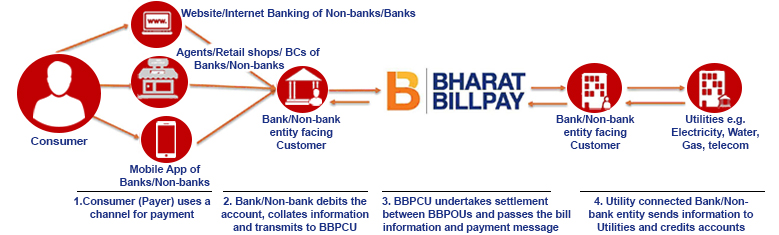 Website/Internet Banking of Non-banks/Banks
Agents/Retail shops/ BCs of
Banks/Non-banks
Consumer
Mobile App of
Banks/Non-banks
Bank/Non-bank
entity facing
Customer
B BHARAT
BILLPAY
Bank/Non-bank
entity facing
Customer
Utilities e.g.
Electricity, Water,
Gas, telecom
1.Consumer (Payer) uses a
channel for payment
2. Bank/Non-bank debits the
account, collates information
and transmits to BBPCU
3. BBPCU undertakes settlement
between BBPOUs and passes the bill
information and payment message
4. Utility connected Bank/Non-
bank entity sends information to
Utilities and credits accounts